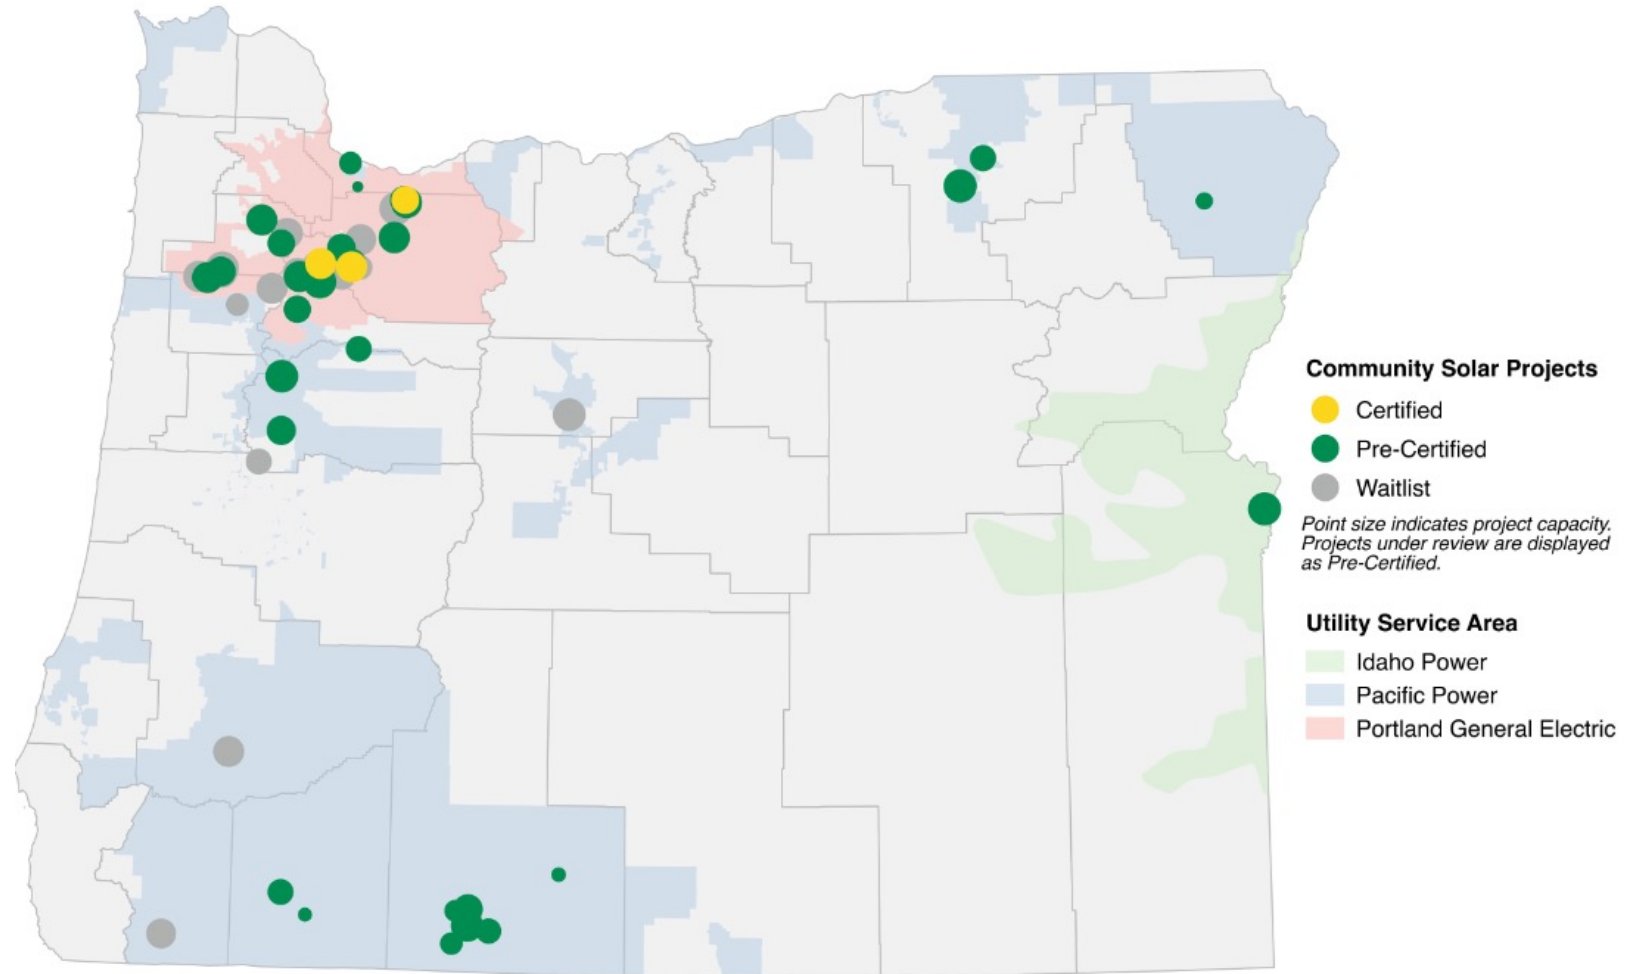 Community Solar Projects
Certified
Pre-Certified
Waitlist
Point size indicates project capacity.
Projects under review are displayed
as Pre-Certified.
Utility Service Area
Idaho Power
Pacific Power
Portland General Electric